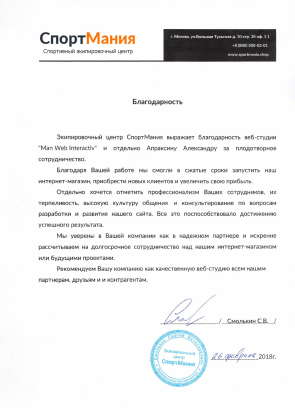 СпортМания
Спортивный экипировочный центр
г. Москва, ул.Большая Тульская д. 10 стр. 38 оф. 1 1
+8 (800) 500-02-01
www.sportmania.shop
Благодарность
Экипировочный центр СпортМания выражает благодарность веб-студии
"Man Web Interactiv" и отдельно Апраксину Александру за плодотворное
сотрудничество.
Благодаря Вашей работе мы смогли в сжатые сроки запустить наш
интернет-магазин, приобрести новых клиентов и увеличить свою прибыль.
Отдельно хочется отметить профессионализм Ваших сотрудников, их
терпеливость, высокую культуру общения и консультирование по вопросам
разработки и развития нашего сайта. Все это поспособствовало достижению
успешного результата.
Мы уверены в Вашей компании как в надежном партнере и искренне
рассчитываем на долгосрочное сотрудничество над нашим интернет-магазином
или будущими проектами.
Рекомендуем Вашу компанию как качественную веб-студию всем нашим
партнерам, друзьям и и контрагентам.
/ Смолькин С.В. /
Экипировочный
центр
СпортМания
26 февраля 2018г.